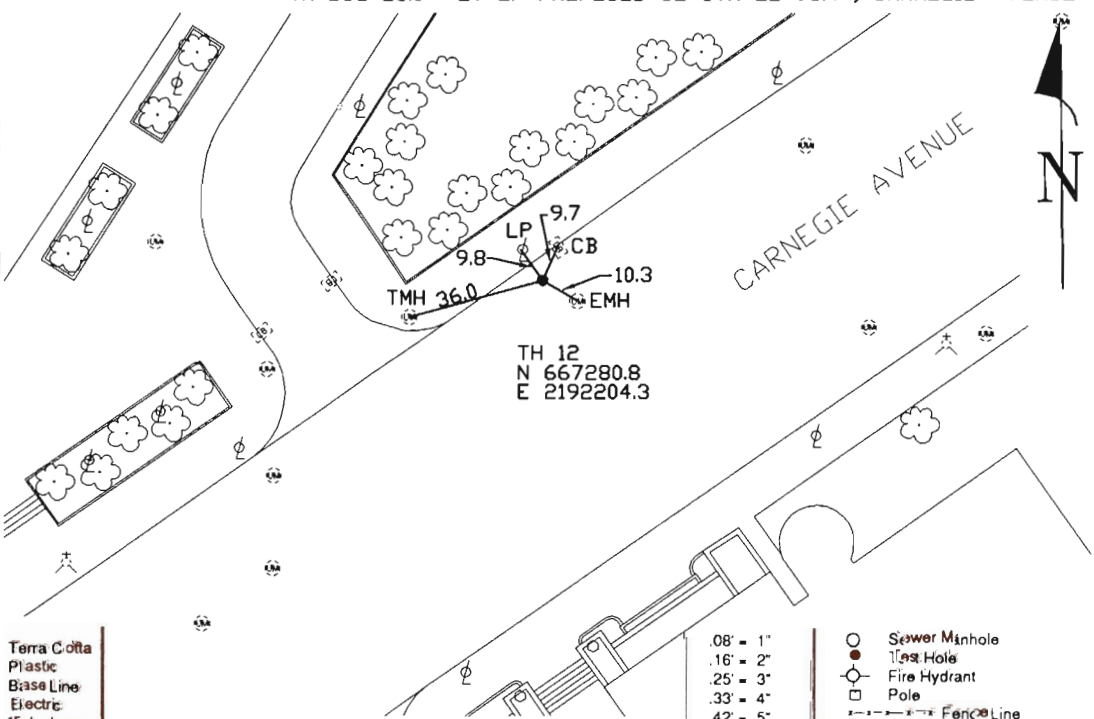 N
CARNEGIE AVENUE
LP
9.7
CB
9.8
10.3
TMH
36.0
EMH
TH 12
N 667280.8
E 2192204.3
Terra Cotta
Plastic
Base Line
Electric
.08' = 1"
.16' = 2"
.25' = 3"
.33' = 4"
.42' = 5"
Sewer Manhole
Test Hole
Fire Hydrant
Pole
Fence Line